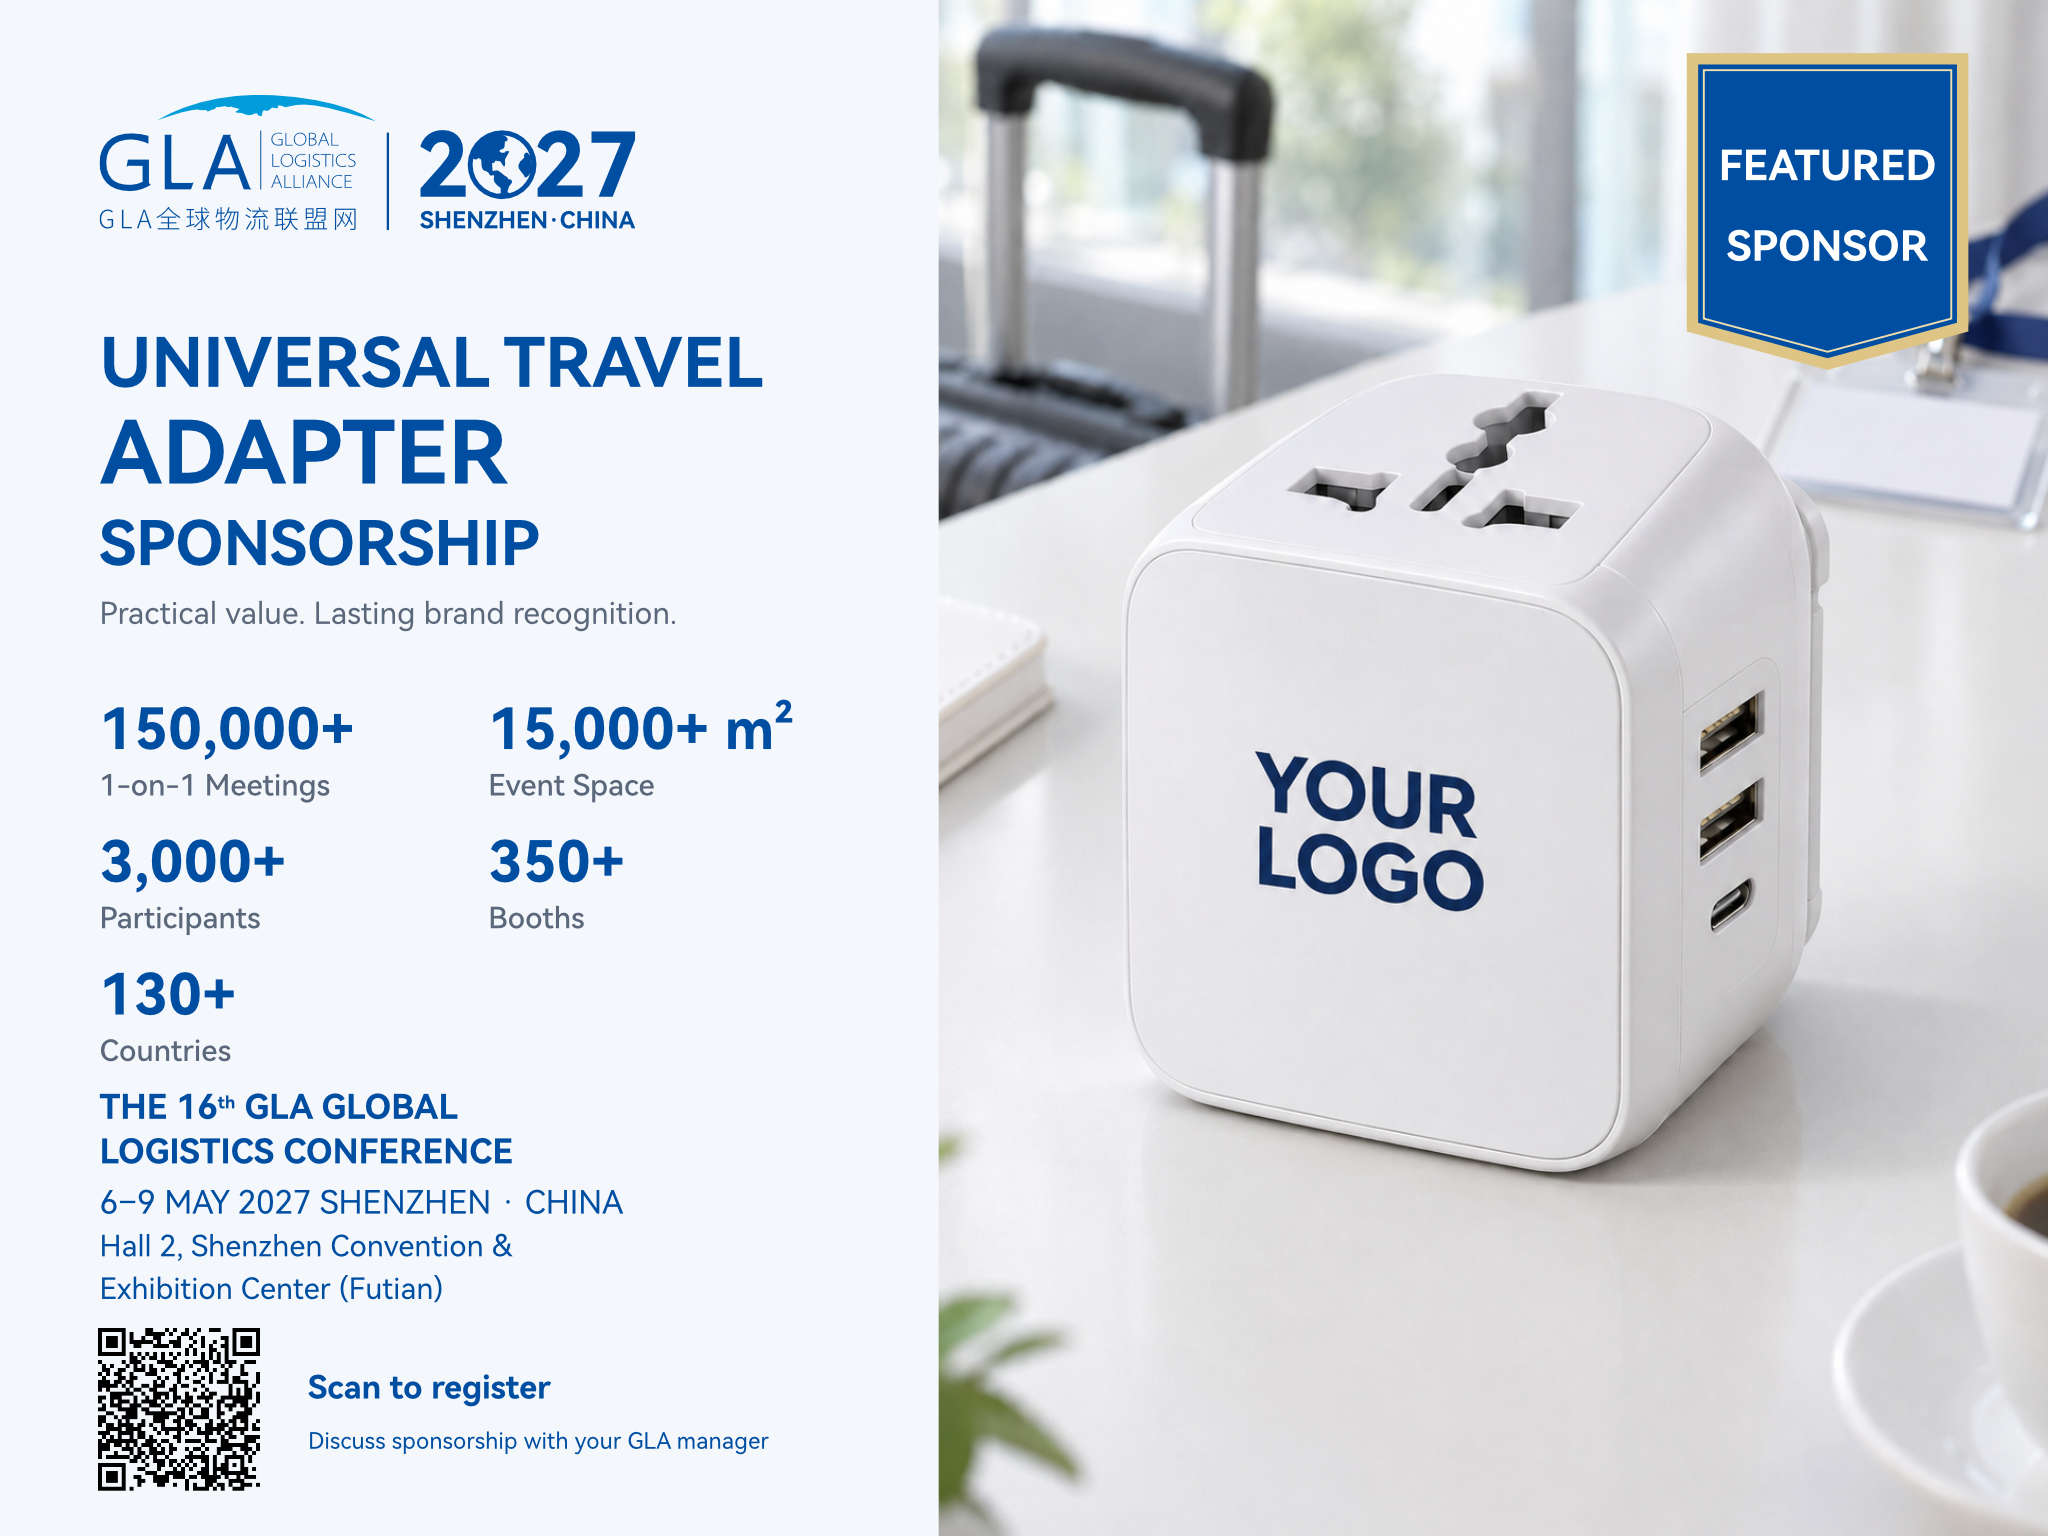 GLA
GLOBAL
LOGISTICS
ALLIANCE
GLA全球物流联盟网
2027
SHENZHEN·CHINA
FEATURED
SPONSOR
UNIVERSAL TRAVEL
ADAPTER
SPONSORSHIP
Practical value. Lasting brand recognition.
150,000+
1-on-1 Meetings
15,000+ m²
Event Space
3,000+
Participants
350+
Booths
130+
Countries
YOUR
LOGO
THE 16th GLA GLOBAL
LOGISTICS CONFERENCE
6–9 MAY 2027 SHENZHEN · CHINA
Hall 2, Shenzhen Convention &
Exhibition Center (Futian)
Scan to register
Discuss sponsorship with your GLA manager